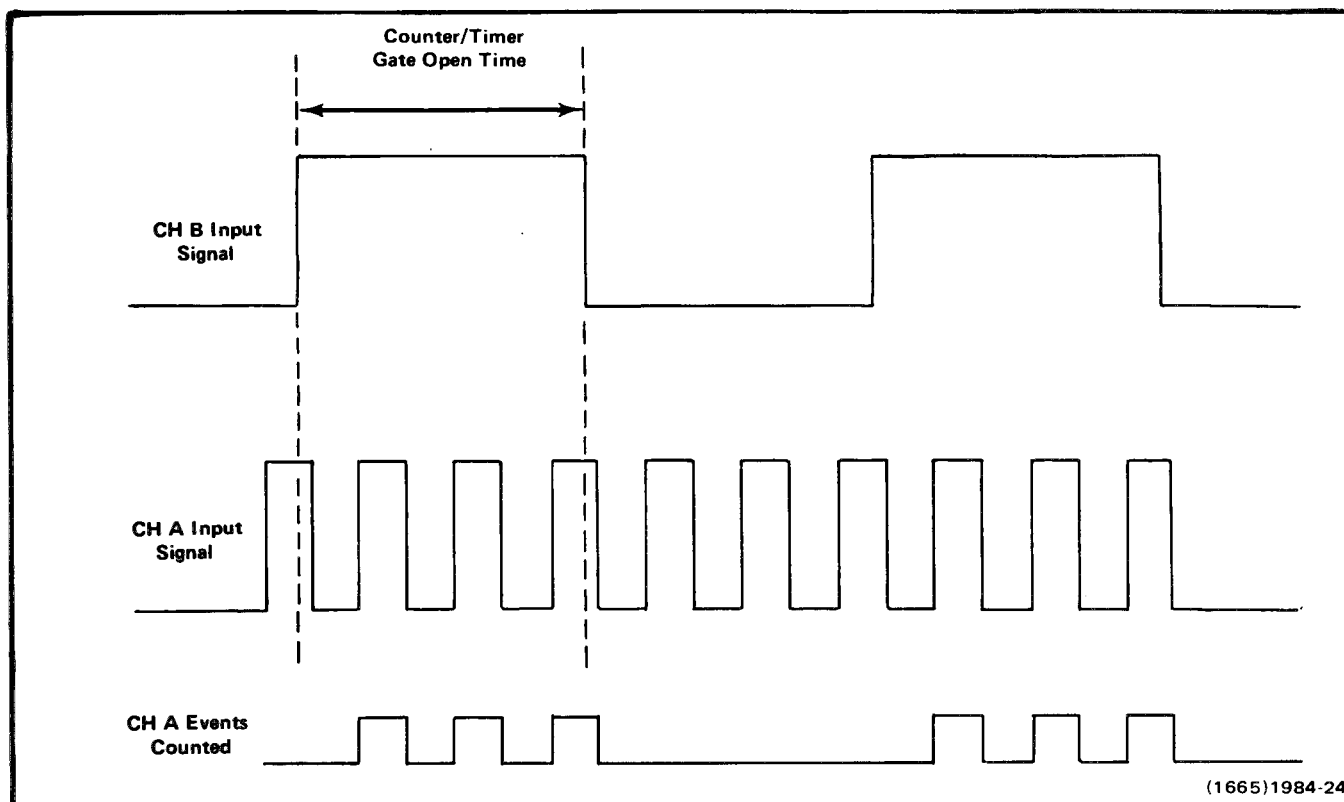 Counter/Timer
Gate Open Time
CH B Input
Signal
CH A Input
Signal
CH A Events
Counted
(1665)1984-24